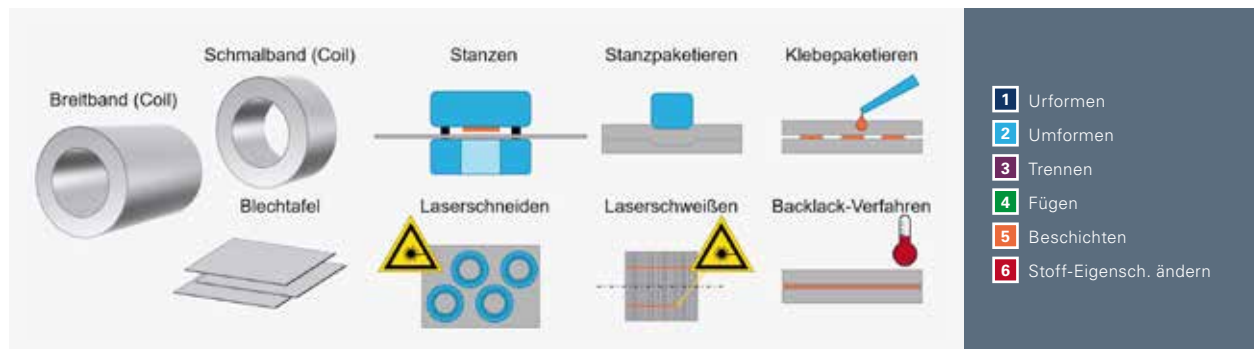 Schmalband (Coil)
Stanzen
Stanzpaketieren
Klebepaketieren
Breitband (Coil)
Blechtafel
Laserschneiden
Laserschweißen
Backlack-Verfahren
1 Urformen
2 Umformen
3 Trennen
4 Fügen
5 Beschichten
6 Stoff-Eigensch. ändern